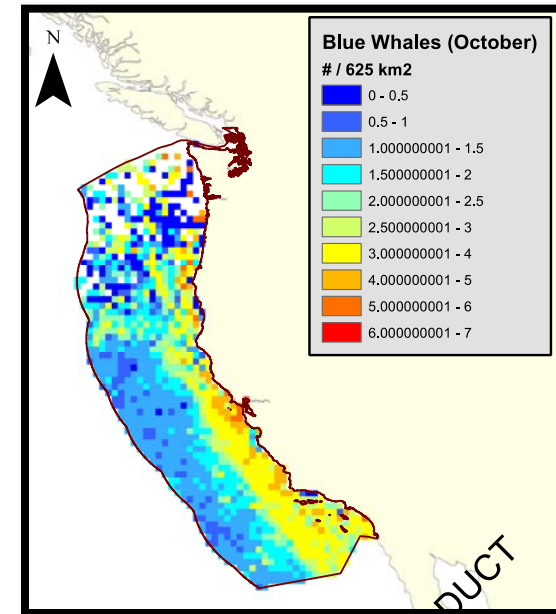 N
Blue Whales (October)
# / 625 km2
0 - 0.5
0.5 - 1
1.000000001 - 1.5
1.500000001 - 2
2.000000001 - 2.5
2.500000001 - 3
3.000000001 - 4
4.000000001 - 5
5.000000001 - 6
6.000000001 - 7
DUCT